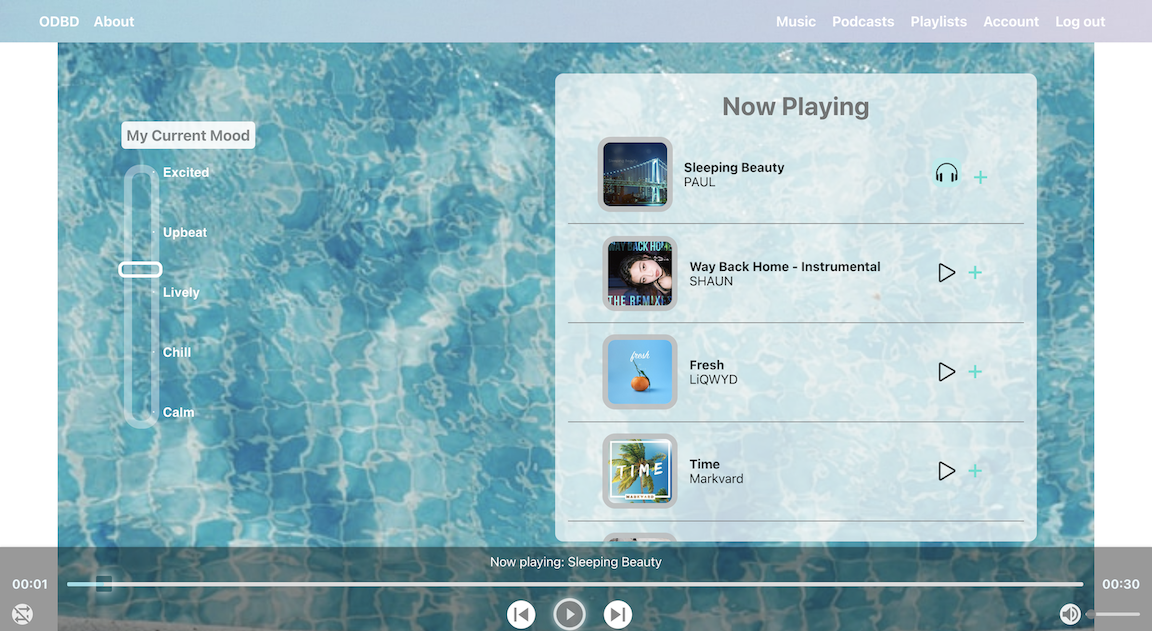 ODBD About Music Podcasts Playlists Account Log out
My Current Mood
Excited
Upbeat
Lively
Chill
Calm
Now Playing
Sleeping Beauty
PAUL
WAY BACK HOME
THE REMIXES
Way Back Home - Instrumental
SHAUN
fresh
Fresh
LiQWYD
TIME
MARKVARD
Time
Markvard
Now playing: Sleeping Beauty
00:01
00:30